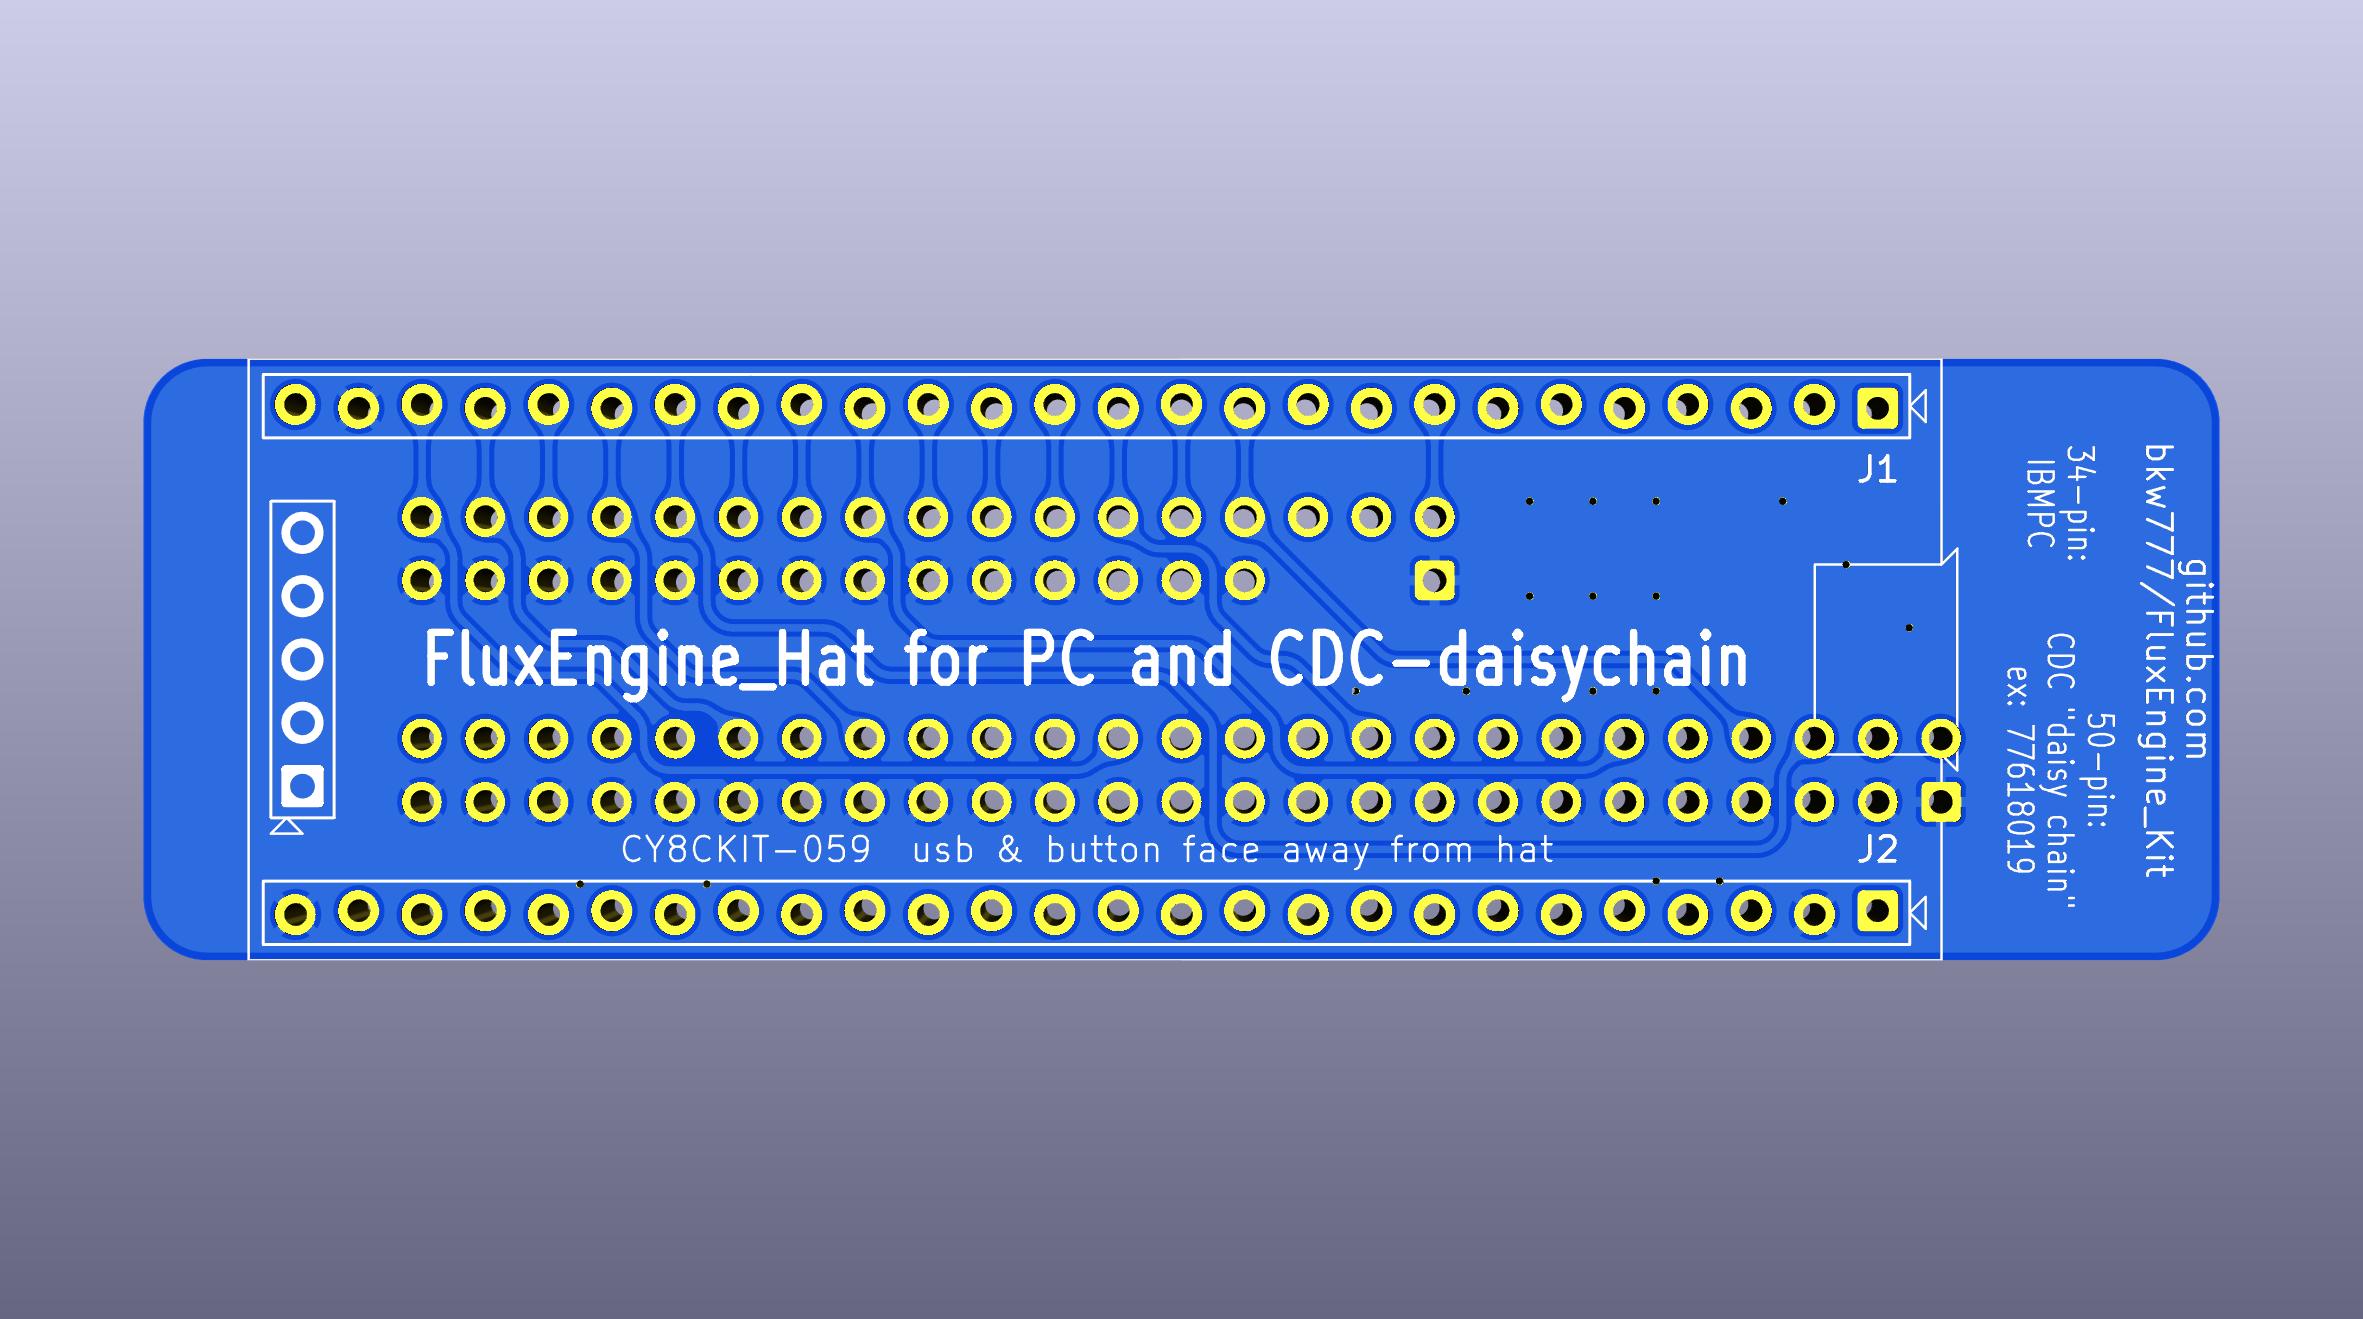 J1
FluxEngine_Hat for PC and CDC-daisychain
CY8CKIT-059 usb & button face away from hat
J2
github.com
bkw777/FluxEngine_Kit
34-pin:
IBMPC
50-pin:
CDC "daisy chain"
ex: 77618019